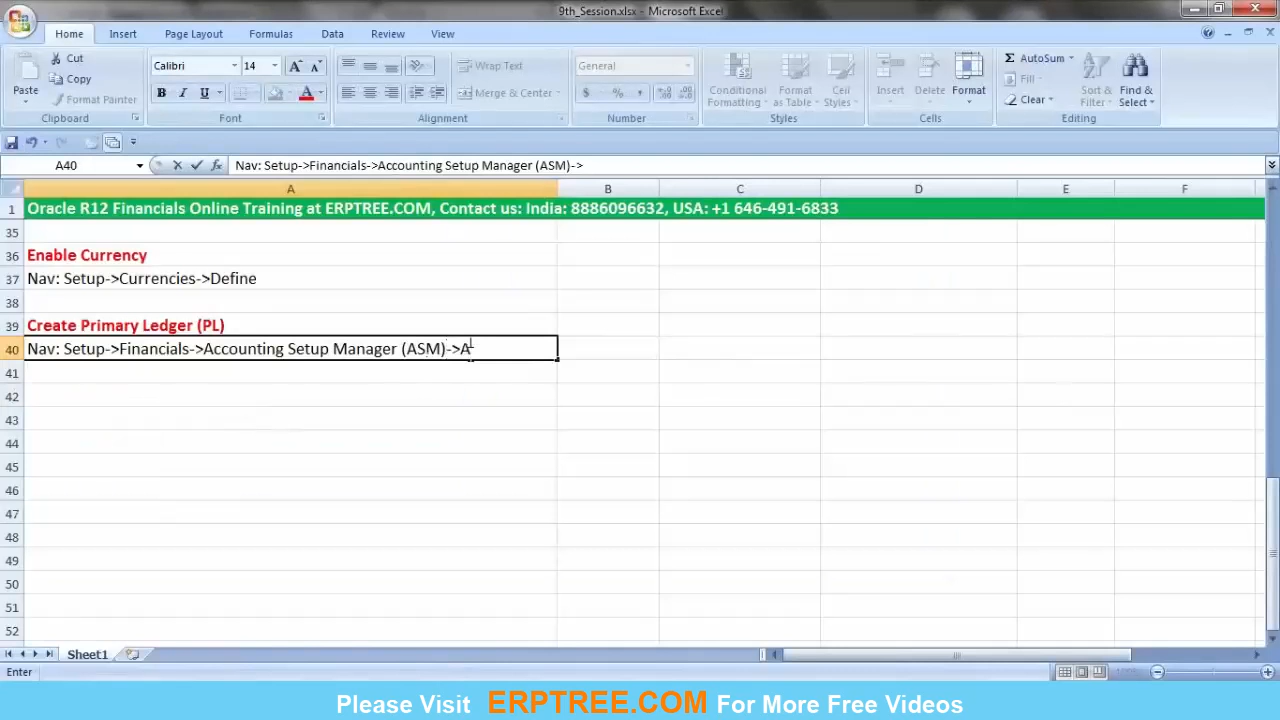 9th_Session.xlsx - Microsoft Excel
Home Insert Page Layout Formulas Data Review View
Paste
Cut
Copy
Format Painter
Clipboard
Calibri 14
B I U
Font
Wrap Text
Merge & Center
Alignment
General
$ % ,
Number
Conditional Formatting
Format as Table
Cell Styles
Styles
Insert Delete Format
Cells
AutoSum
Fill
Clear
Sort & Filter
Find & Select
Editing
A40 fx Nav: Setup->Financials->Accounting Setup Manager (ASM)->
A B C D E F
1 Oracle R12 Financials Online Training at ERPTREE.COM, Contact us: India: 8886096632, USA: +1 646-491-6833
35
36 Enable Currency
37 Nav: Setup->Currencies->Define
38
39 Create Primary Ledger (PL)
40 Nav: Setup->Financials->Accounting Setup Manager (ASM)->A
41
42
43
44
45
46
47
48
49
50
51
52
Sheet1
Enter
Please Visit ERPTREE.COM For More Free Videos